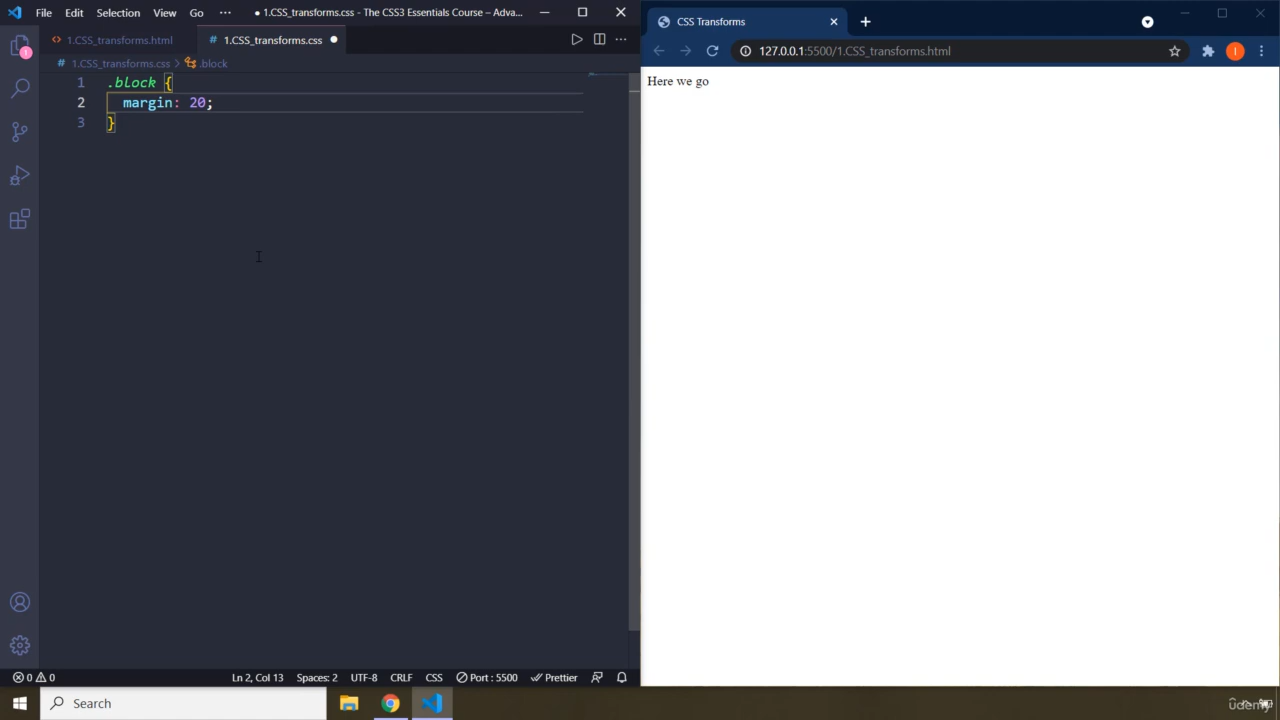 File Edit Selection View Go ··· ● 1.CSS_transforms.css - The CSS3 Essentials Course – Adva...
CSS Transforms
<> 1.CSS_transforms.html # 1.CSS_transforms.css ●
127.0.0.1:5500/1.CSS_transforms.html
# 1.CSS_transforms.css > .block
1 .block {
2 margin: 20;
3 }
Here we go
1
I
0 0 Ln 2, Col 13 Spaces: 2 UTF-8 CRLF CSS Port : 5500 Prettier
Search
udemy